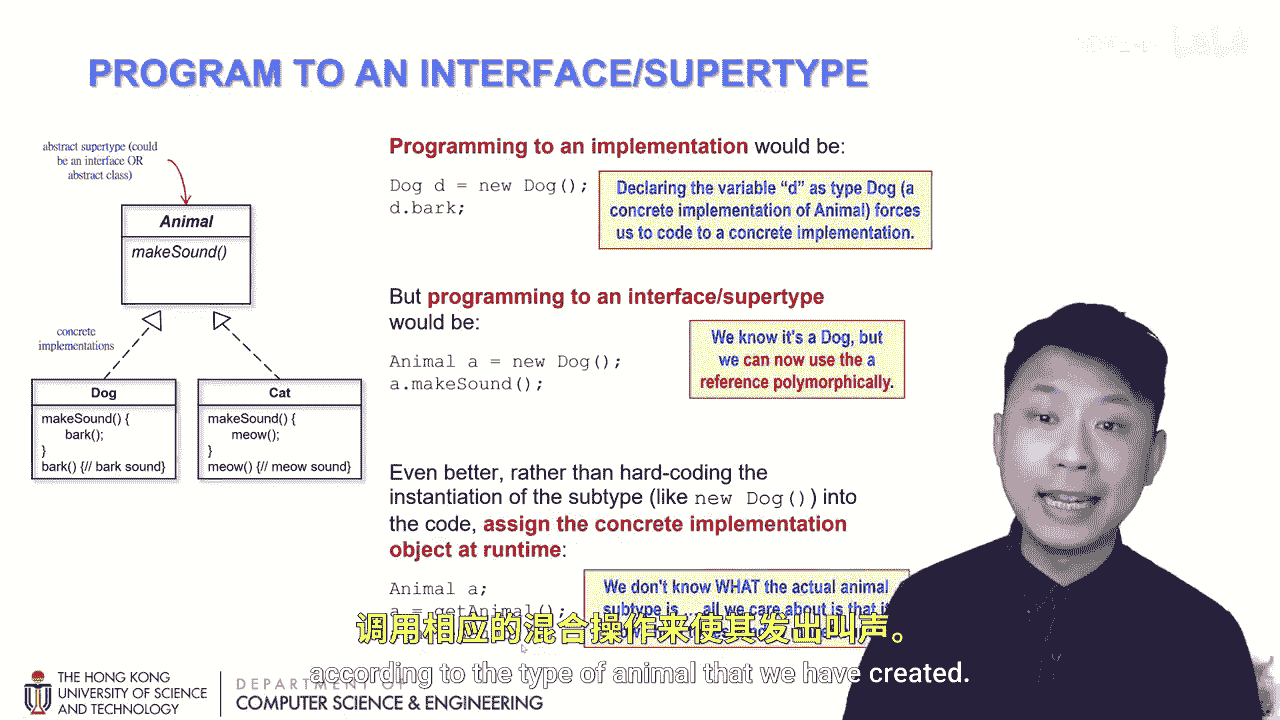 PROGRAM TO AN INTERFACE/SUPERTYPE
abstract supertype (could
be an interface OR
abstract class)
Animal
makeSound()
concrete
implementations
Dog
makeSound() {
bark();
}
bark() {// bark sound}
Cat
makeSound() {
meow();
}
meow() {// meow sound}
Programming to an implementation would be:
Dog d = new Dog();
d.bark;
Declaring the variable “d” as type Dog (a
concrete implementation of Animal) forces
us to code to a concrete implementation.
But programming to an interface/supertype
would be:
Animal a = new Dog();
a.makeSound();
We know it's a Dog, but
we can now use the a
reference polymorphically.
Even better, rather than hard-coding the
instantiation of the subtype (like new Dog()) into
the code, assign the concrete implementation
object at runtime:
Animal a;
a = getAnimal();
We don't know WHAT the actual animal
subtype is ... all we care about is that it
调用相应的混合操作来使其发出叫声。
according to the type of animal that we have created.
THE HONG KONG
UNIVERSITY OF SCIENCE
AND TECHNOLOGY
DEPARTMENT OF
COMPUTER SCIENCE & ENGINEERING